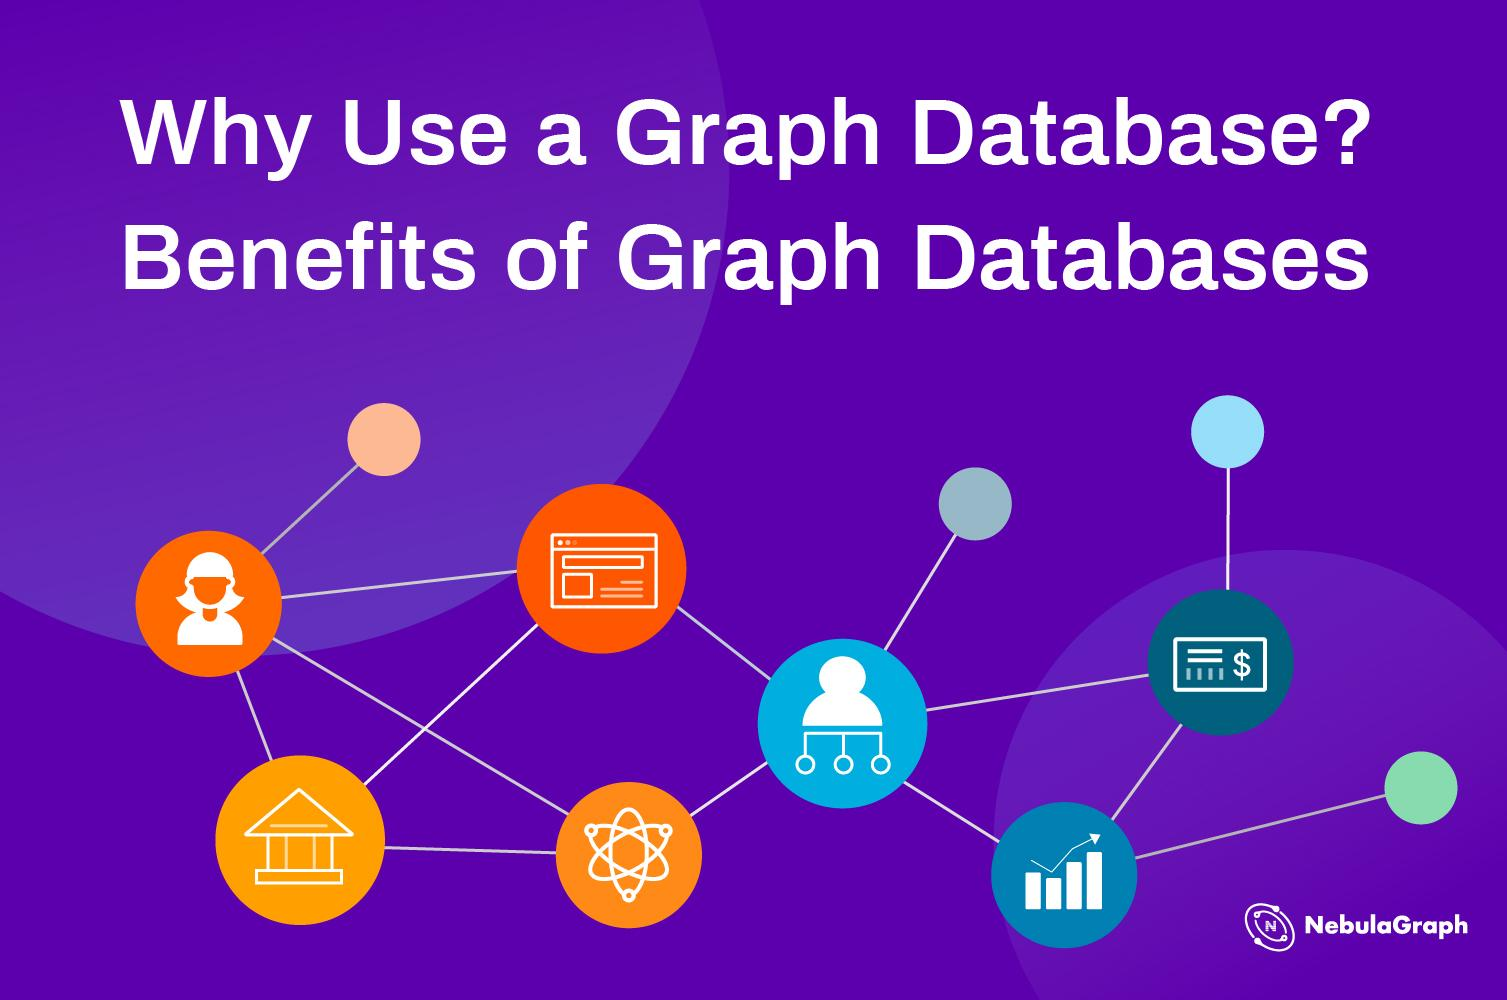 Why Use a Graph Database?
Benefits of Graph Databases
$
N
NebulaGraph